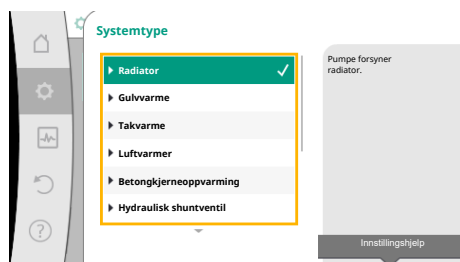 Systemtype
Radiator
Gulvvarme
Takvarme
Luftvarmer
Betongkjerneoppvarming
Hydraulisk shuntventil
Pumpe forsyner
radiator.
Innstillingshjelp
?